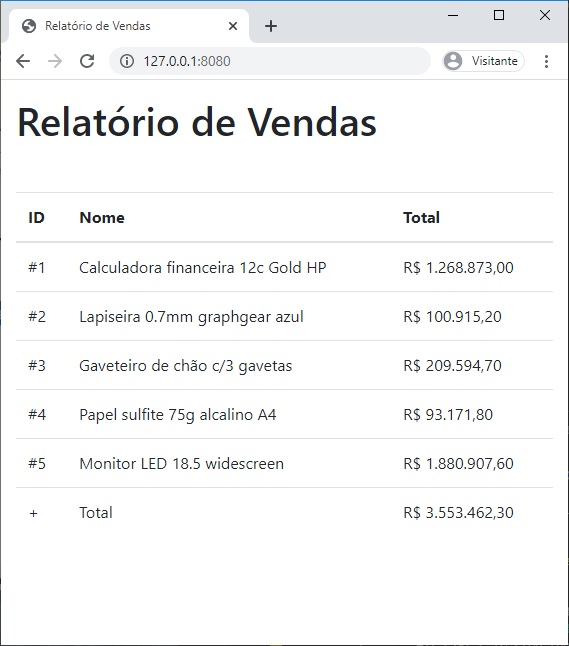 Relatório de Vendas
127.0.0.1:8080
Visitante
Relatório de Vendas
ID Nome Total
#1 Calculadora financeira 12c Gold HP R$ 1.268.873,00
#2 Lapiseira 0.7mm graphgear azul R$ 100.915,20
#3 Gaveteiro de chão c/3 gavetas R$ 209.594,70
#4 Papel sulfite 75g alcalino A4 R$ 93.171,80
#5 Monitor LED 18.5 widescreen R$ 1.880.907,60
+ Total R$ 3.553.462,30